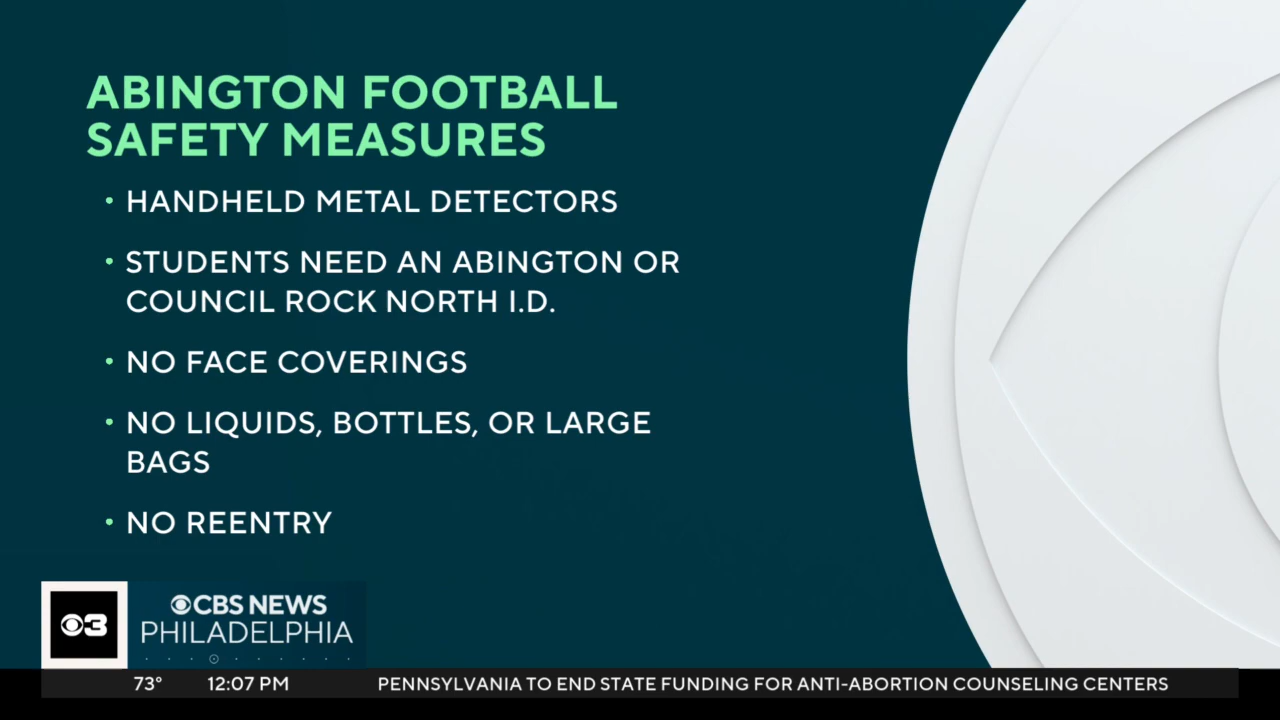 ABINGTON FOOTBALL
SAFETY MEASURES
• HANDHELD METAL DETECTORS
• STUDENTS NEED AN ABINGTON OR
COUNCIL ROCK NORTH I.D.
• NO FACE COVERINGS
• NO LIQUIDS, BOTTLES, OR LARGE
BAGS
• NO REENTRY
3
CBS NEWS
PHILADELPHIA
73° 12:07 PM PENNSYLVANIA TO END STATE FUNDING FOR ANTI-ABORTION COUNSELING CENTERS